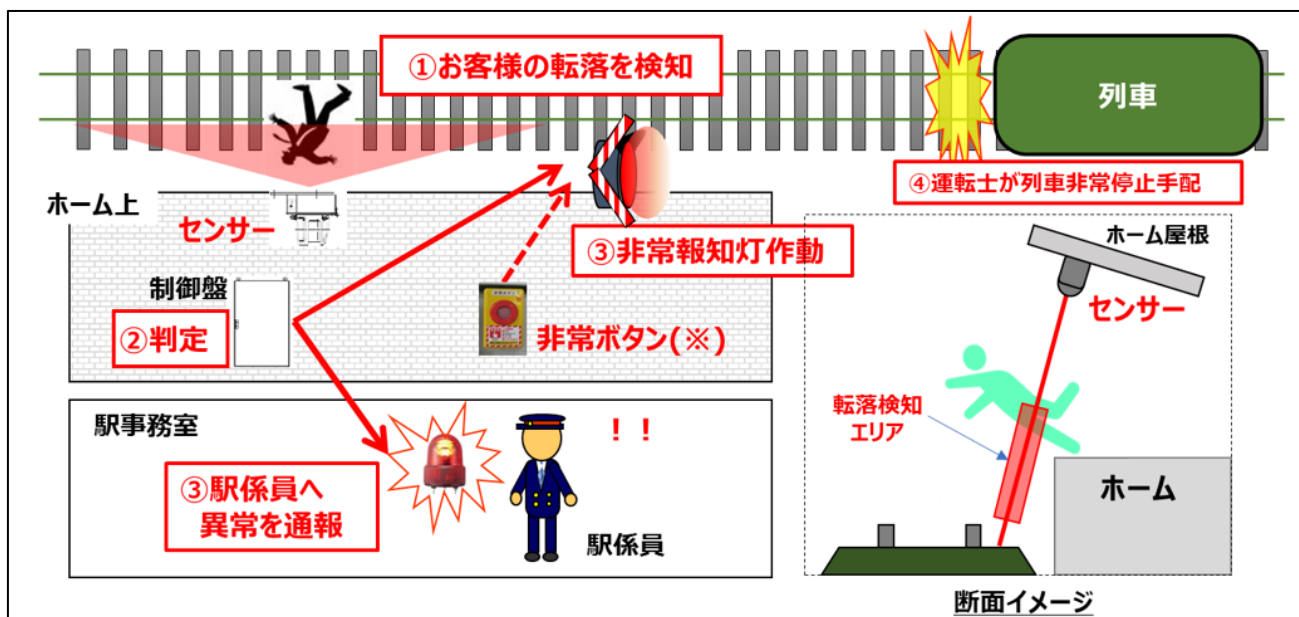 ①お客様の転落を検知
列車
④運転士が列車非常停止手配
ホーム上
センサー
③非常報知灯作動
制御盤
②判定
非常ボタン(※)
駅事務室
③駅係員へ
異常を通報
！！
駅係員
ホーム屋根
センサー
転落検知
エリア
ホーム
断面イメージ